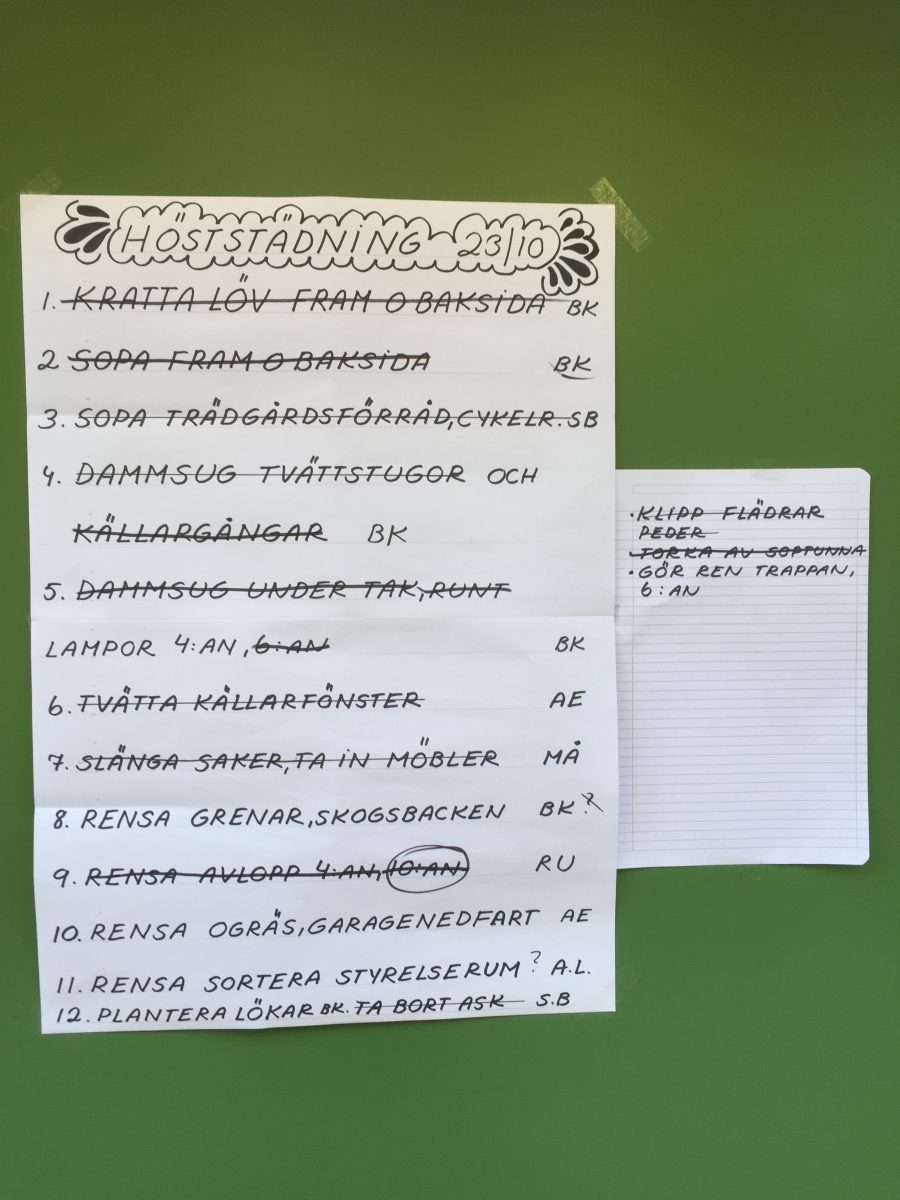 HÖSTSTÄDNING 23/10
1. KRATTA LÖV FRAM O BAKSIDA BK
2 SOPA FRAM O BAKSIDA BK
3. SOPA TRÄDGÅRDSFÖRRÅD, CYKELR. SB
4. DAMMSUG TVÄTTSTUGOR OCH
KÄLLARGÅNGAR BK
5. DAMMSUG UNDER TAK, RUNT
LAMPOR 4:AN, 6:AN BK
6. TVÄTTA KÄLLARFÖNSTER AE
7. SLÄNGA SAKER, TA IN MÖBLER MÅ
8. RENSA GRENAR, SKOGSBACKEN BK?
9. RENSA AVLOPP 4:AN, 10:AN RU
10. RENSA OGRÄS, GARAGENEDFART AE
11. RENSA SORTERA STYRELSERUM? A.L.
12. PLANTERA LÖKAR BK. TA BORT ASK S.B
• KLIPP FLÄDRAR
PEDER
• TORKA AV SOPTUNNA
• GÖR REN TRAPPAN,
6:AN